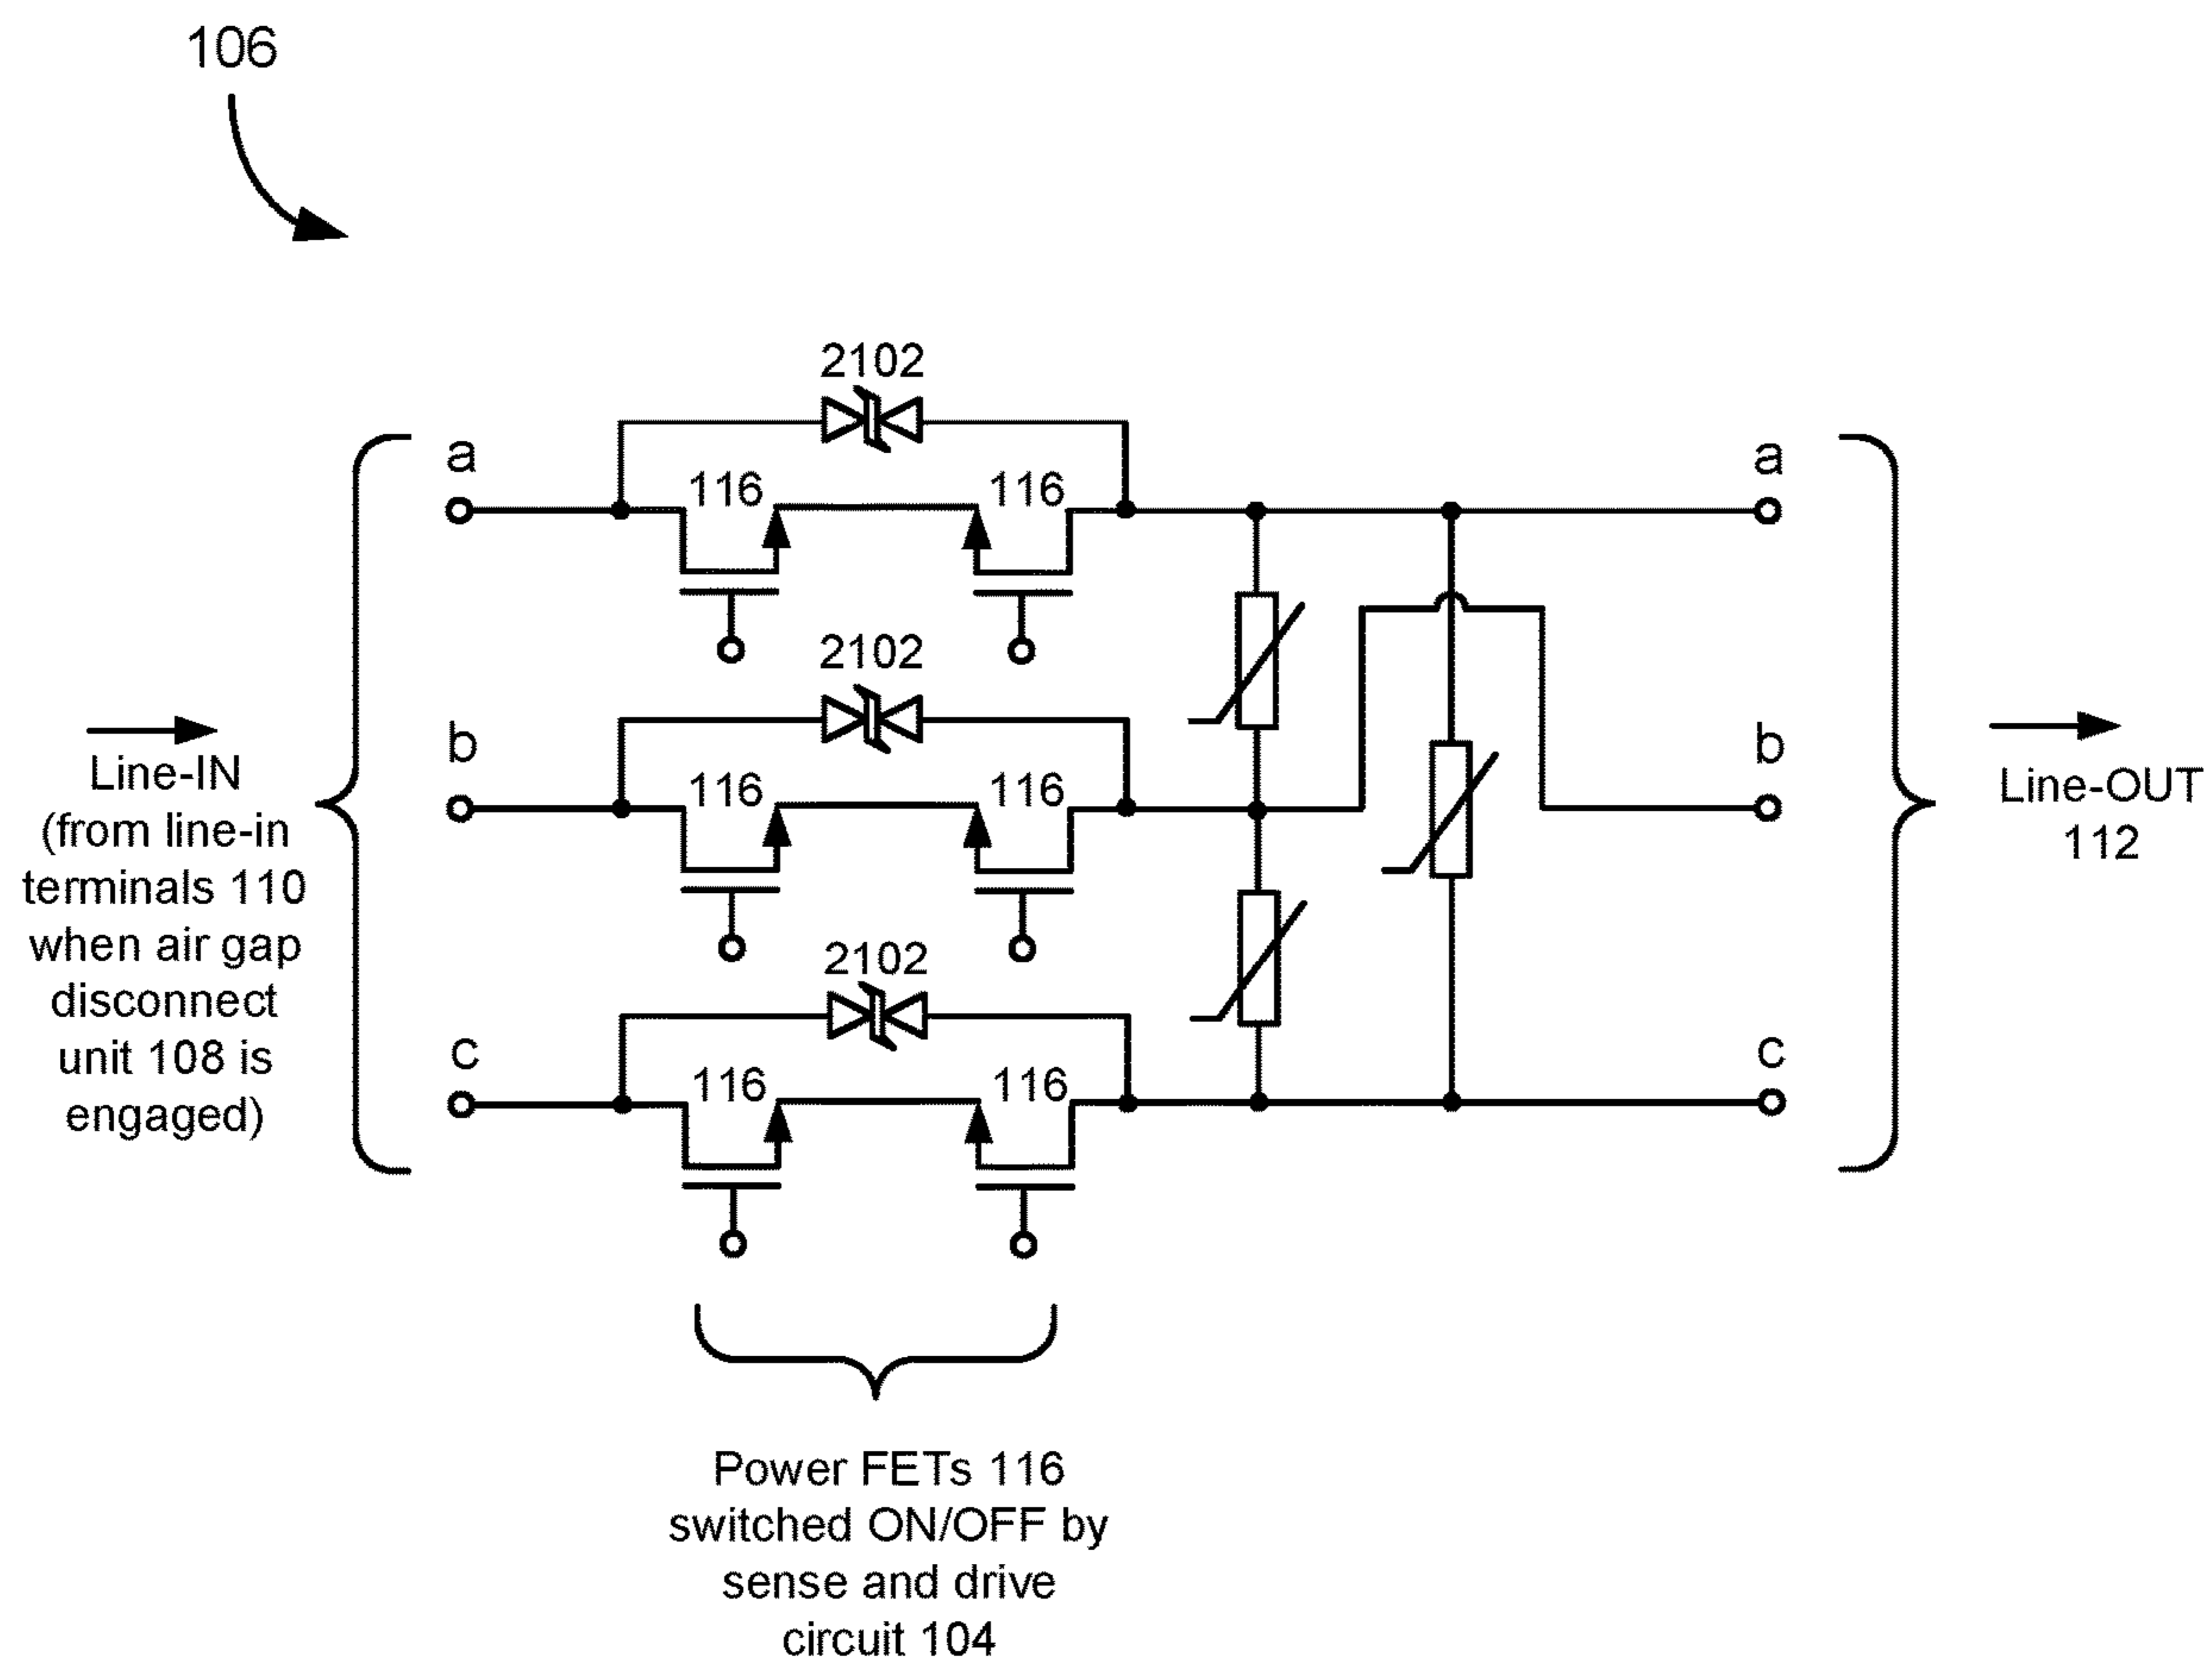 106
2102
a
116
116
a
2102
b
116
116
b
Line-IN
(from line-in
terminals 110
when air gap
disconnect
unit 108 is
engaged)
Line-OUT
112
2102
c
116
116
c
Power FETs 116
switched ON/OFF by
sense and drive
circuit 104